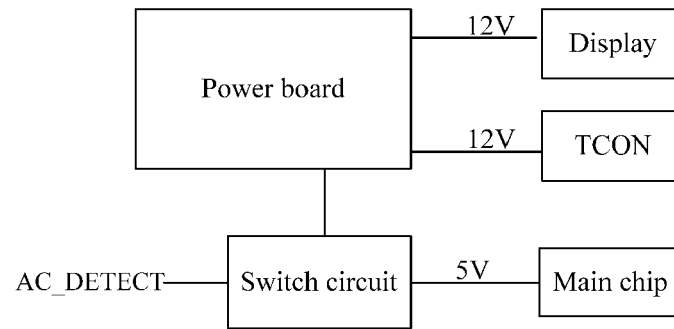 12V
Display
Power board
12V
TCON
AC_DETECT
Switch circuit
5V
Main chip